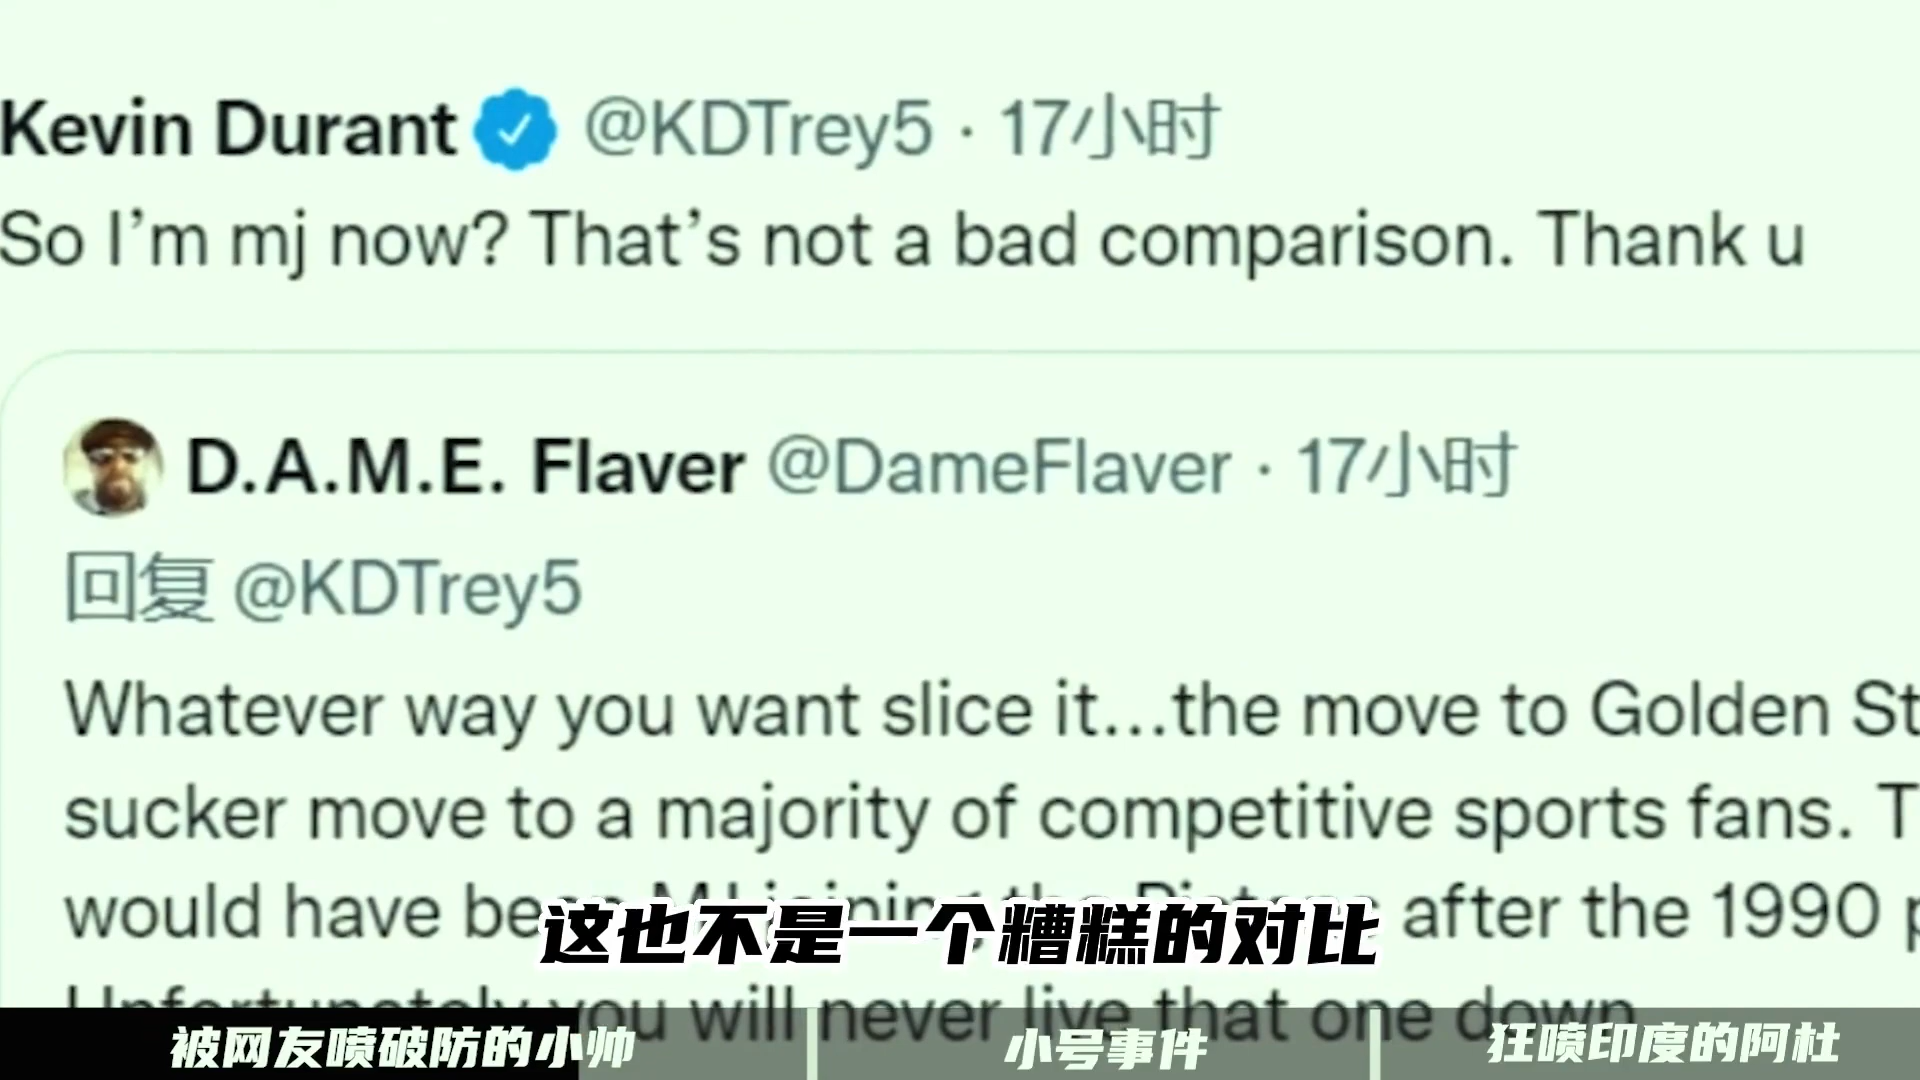 Kevin Durant @KDTrey5 · 17小时
So I’m mj now? That’s not a bad comparison. Thank u
D.A.M.E. Flaver @DameFlaver · 17小时
回复 @KDTrey5
Whatever way you want slice it...the move to Golden St
sucker move to a majority of competitive sports fans. T
would have be after the 1990 p
这也不是一个糟糕的对比
Unfortunately you will never live that one down
被网友喷破防的小帅
小号事件
狂喷印度的阿杜